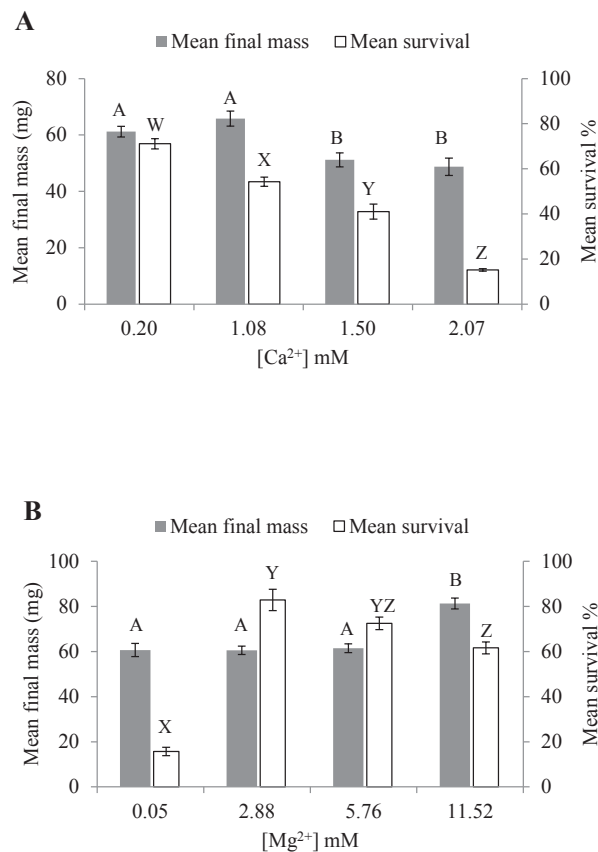 A
Mean final mass Mean survival
80 100
A A
W
60 80
B B
X
60
40 Y
40
20 Z
20
0 0
0.20 1.08 1.50 2.07
[Ca²⁺] mM
Mean final mass (mg)
Mean survival %
B
Mean final mass Mean survival
100 100
Y B
80 80
A A A YZ
Z
60 60
40 40
X
20 20
0 0
0.05 2.88 5.76 11.52
[Mg²⁺] mM
Mean final mass (mg)
Mean survival %